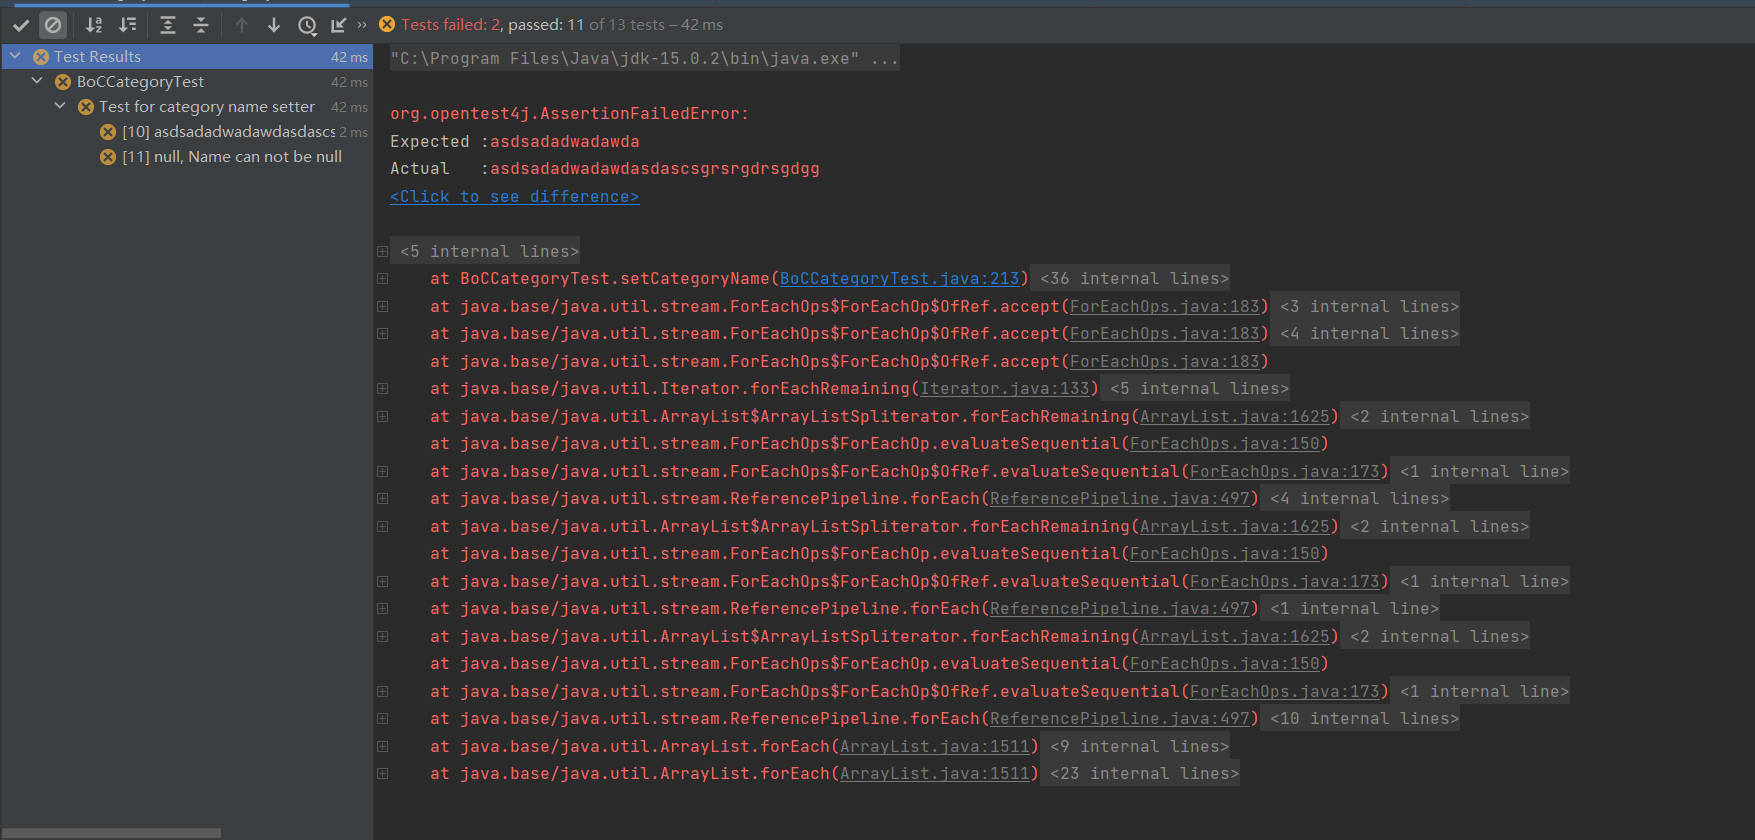 » Tests failed: 2, passed: 11 of 13 tests – 42 ms
Test Results 42 ms
BoCCategoryTest 42 ms
Test for category name setter 42 ms
[10] asdsadadwadawdasdascs 2 ms
[11] null, Name can not be null
"C:\Program Files\Java\jdk-15.0.2\bin\java.exe" ...
org.opentest4j.AssertionFailedError:
Expected :asdsadadwadawda
Actual   :asdsadadwadawdasdascsgrsrgdrsgdgg
<Click to see difference>
<5 internal lines>
at BoCCategoryTest.setCategoryName(BoCCategoryTest.java:213) <36 internal lines>
at java.base/java.util.stream.ForEachOps$ForEachOp$OfRef.accept(ForEachOps.java:183) <3 internal lines>
at java.base/java.util.stream.ForEachOps$ForEachOp$OfRef.accept(ForEachOps.java:183) <4 internal lines>
at java.base/java.util.stream.ForEachOps$ForEachOp$OfRef.accept(ForEachOps.java:183)
at java.base/java.util.Iterator.forEachRemaining(Iterator.java:133) <5 internal lines>
at java.base/java.util.ArrayList$ArrayListSpliterator.forEachRemaining(ArrayList.java:1625) <2 internal lines>
at java.base/java.util.stream.ForEachOps$ForEachOp.evaluateSequential(ForEachOps.java:150)
at java.base/java.util.stream.ForEachOps$ForEachOp$OfRef.evaluateSequential(ForEachOps.java:173) <1 internal line>
at java.base/java.util.stream.ReferencePipeline.forEach(ReferencePipeline.java:497) <4 internal lines>
at java.base/java.util.ArrayList$ArrayListSpliterator.forEachRemaining(ArrayList.java:1625) <2 internal lines>
at java.base/java.util.stream.ForEachOps$ForEachOp.evaluateSequential(ForEachOps.java:150)
at java.base/java.util.stream.ForEachOps$ForEachOp$OfRef.evaluateSequential(ForEachOps.java:173) <1 internal line>
at java.base/java.util.stream.ReferencePipeline.forEach(ReferencePipeline.java:497) <1 internal line>
at java.base/java.util.ArrayList$ArrayListSpliterator.forEachRemaining(ArrayList.java:1625) <2 internal lines>
at java.base/java.util.stream.ForEachOps$ForEachOp.evaluateSequential(ForEachOps.java:150)
at java.base/java.util.stream.ForEachOps$ForEachOp$OfRef.evaluateSequential(ForEachOps.java:173) <1 internal line>
at java.base/java.util.stream.ReferencePipeline.forEach(ReferencePipeline.java:497) <10 internal lines>
at java.base/java.util.ArrayList.forEach(ArrayList.java:1511) <9 internal lines>
at java.base/java.util.ArrayList.forEach(ArrayList.java:1511) <23 internal lines>